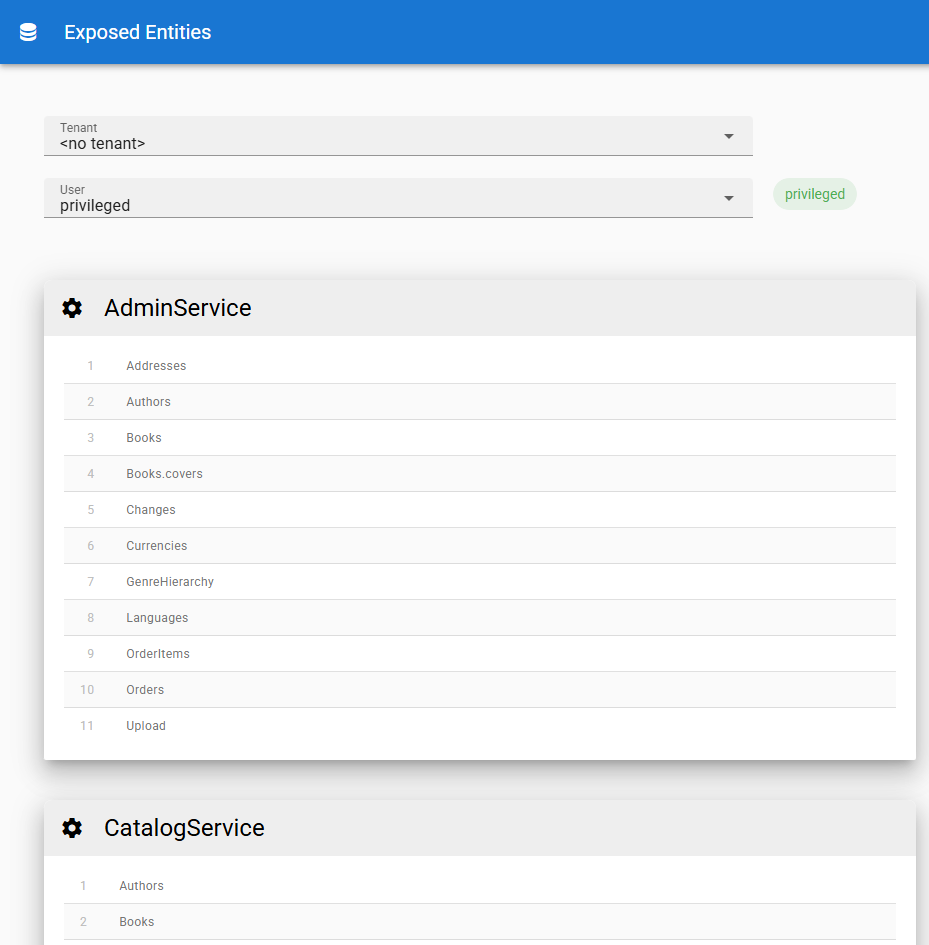 Exposed Entities
Tenant
<no tenant>
User
privileged
privileged
AdminService
1 Addresses
2 Authors
3 Books
4 Books.covers
5 Changes
6 Currencies
7 GenreHierarchy
8 Languages
9 OrderItems
10 Orders
11 Upload
CatalogService
1 Authors
2 Books